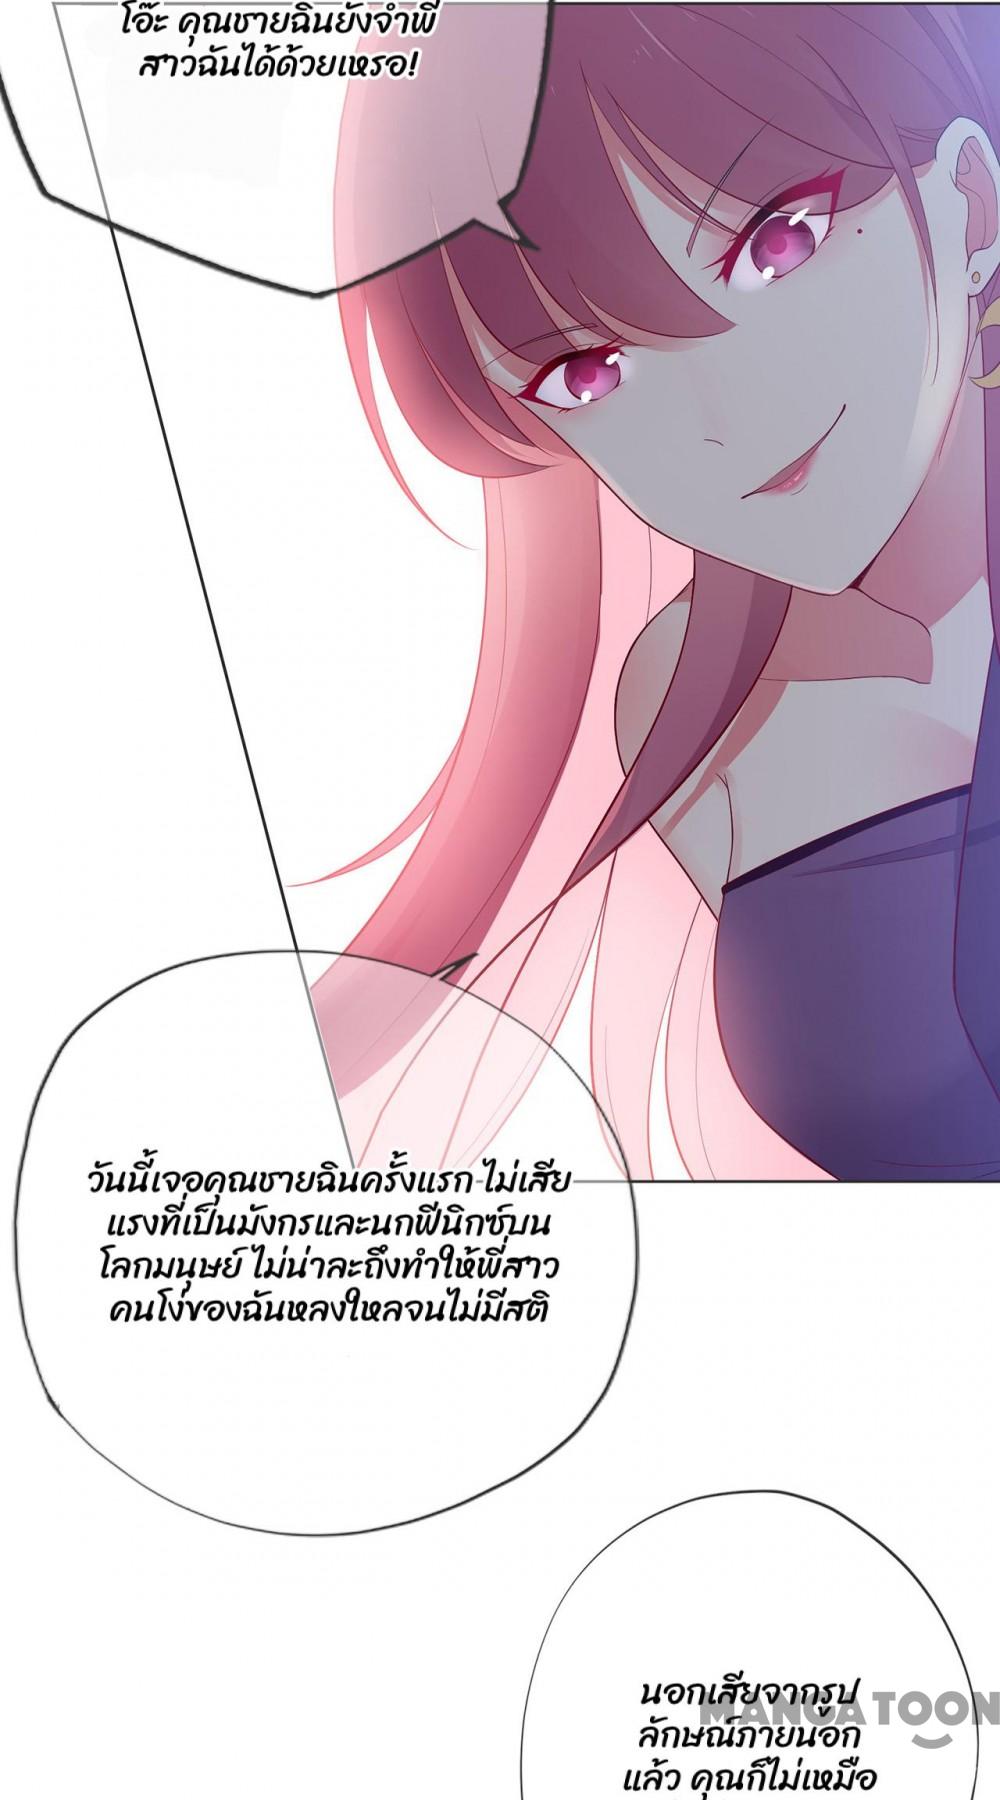 โอ๊ะ คุณชายฉินยังจำพี่
สาวฉันได้ด้วยเหรอ!
วันนี้เจอคุณชายฉินครั้งแรก ไม่เสีย
แรงที่เป็นมังกรและนกฟีนิกซ์บน
โลกมนุษย์ ไม่น่าละถึงทำให้พี่สาว
คนโง่ของฉันหลงใหลจนไม่มีสติ
นอกเสียจากรูป
MANGATOON
ลักษณ์ภายนอก
แล้ว คุณก็ไม่เหมือ